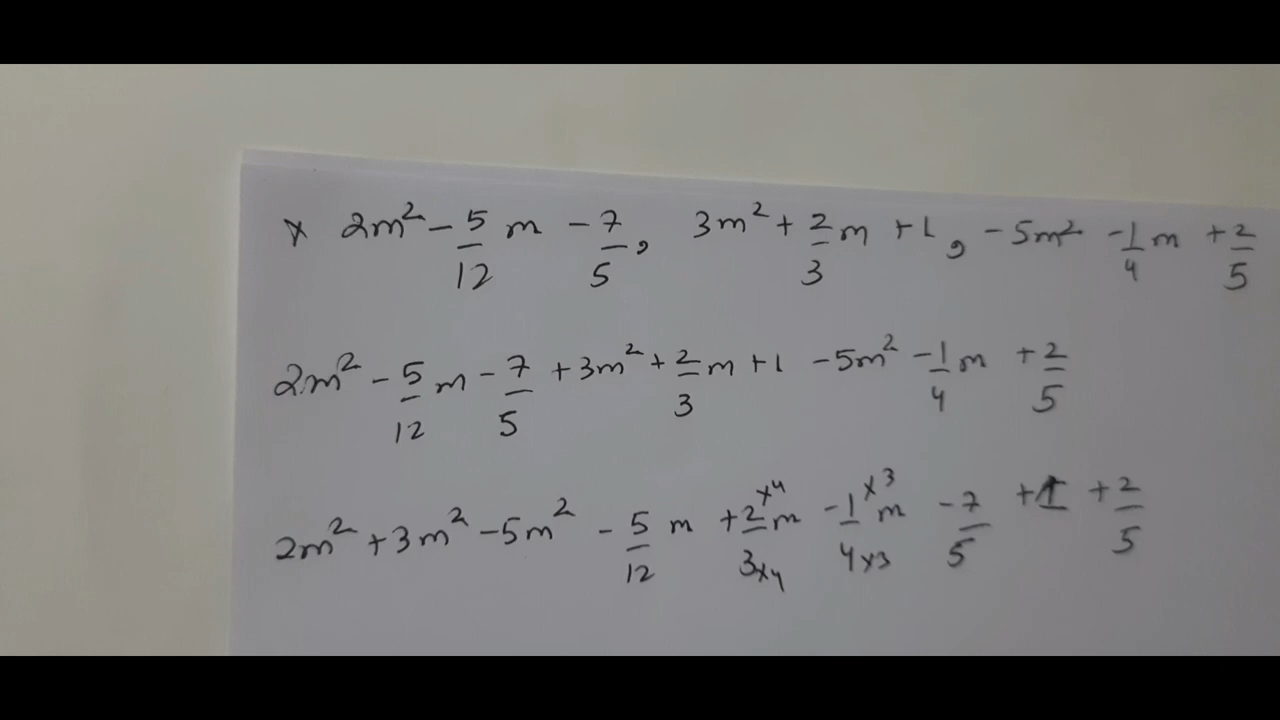 x 2m² - 5/12 m - 7/5, 3m² + 2/3 m + 1, - 5m² - 1/4 m + 2/5
2m² - 5/12 m - 7/5 + 3m² + 2/3 m + 1 - 5m² - 1/4 m + 2/5
2m² + 3m² - 5m² - 5/12 m + 2×4/3×4 m - 1×3/4×3 m - 7/5 + 1 + 2/5